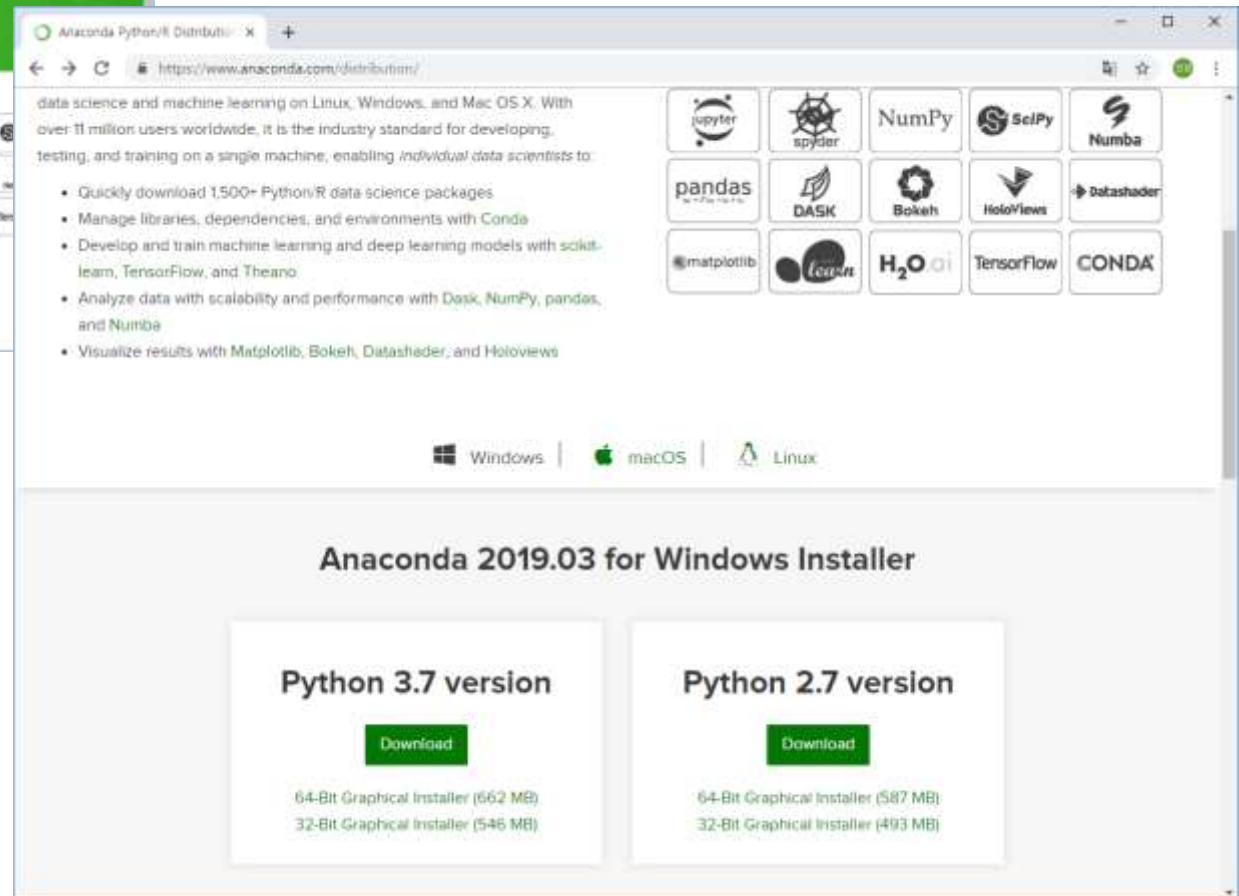 Anaconda Python/R Distributio
https://www.anaconda.com/distribution/
data science and machine learning on Linux, Windows, and Mac OS X. With
over 11 million users worldwide, it is the industry standard for developing,
testing, and training on a single machine, enabling individual data scientists to:
• Quickly download 1,500+ Python/R data science packages
• Manage libraries, dependencies, and environments with Conda
• Develop and train machine learning and deep learning models with scikit-
learn, TensorFlow, and Theano
• Analyze data with scalability and performance with Dask, NumPy, pandas,
and Numba
• Visualize results with Matplotlib, Bokeh, Datashader, and Holoviews
jupyter
spyder
NumPy
SciPy
Numba
pandas
DASK
Bokeh
HoloViews
Datashader
matplotlib
learn
H2O.ai
TensorFlow
CONDA
Windows | macOS | Linux
Anaconda 2019.03 for Windows Installer
Python 3.7 version
Download
64-Bit Graphical Installer (662 MB)
32-Bit Graphical Installer (546 MB)
Python 2.7 version
Download
64-Bit Graphical Installer (587 MB)
32-Bit Graphical Installer (493 MB)